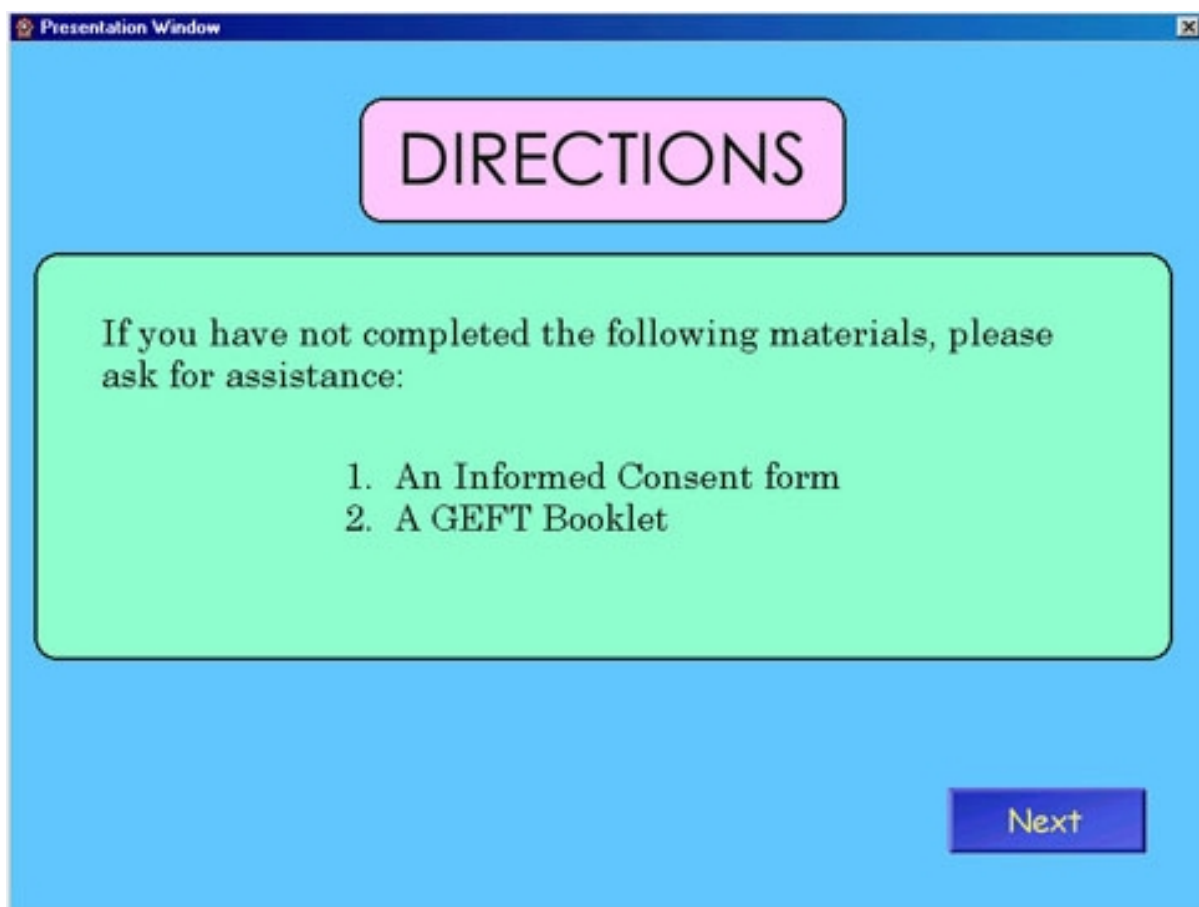 Presentation Window
DIRECTIONS
If you have not completed the following materials, please
ask for assistance:
1. An Informed Consent form
2. A GEFT Booklet
Next